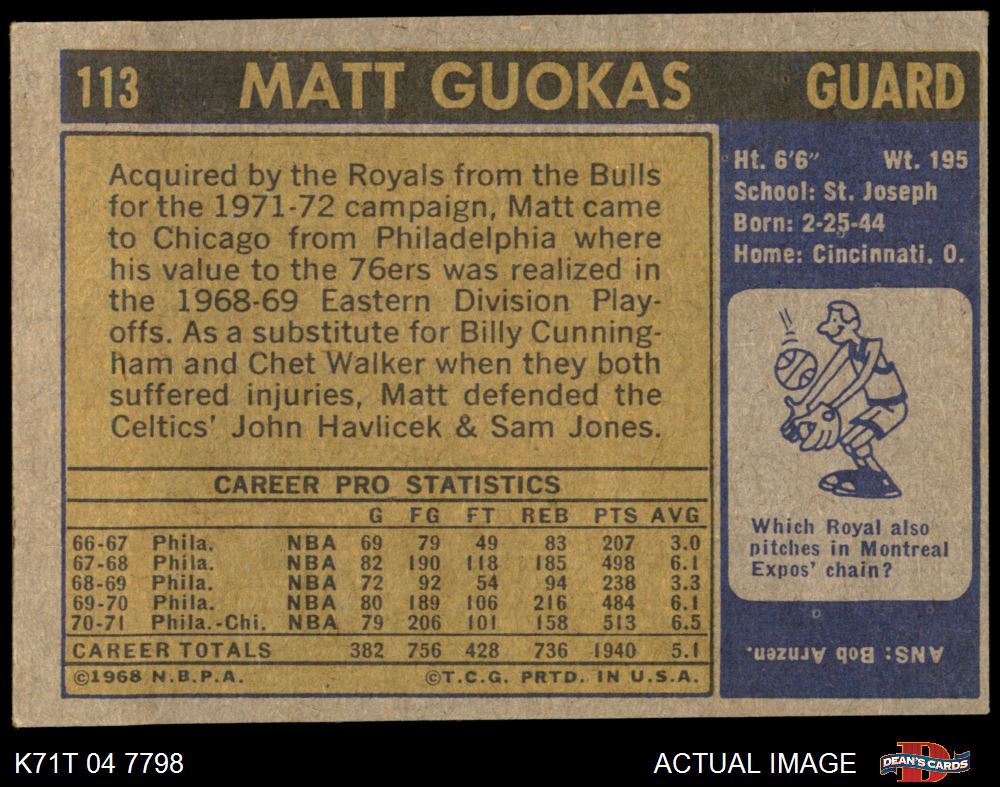 113 MATT GUOKAS GUARD
Acquired by the Royals from the Bulls
for the 1971-72 campaign, Matt came
to Chicago from Philadelphia where
his value to the 76ers was realized in
the 1968-69 Eastern Division Play-
offs. As a substitute for Billy Cunning-
ham and Chet Walker when they both
suffered injuries, Matt defended the
Celtics' John Havlicek & Sam Jones.
CAREER PRO STATISTICS
G FG FT REB PTS AVG
66-67 Phila. NBA 69 79 49 83 207 3.0
67-68 Phila. NBA 82 190 118 185 498 6.1
68-69 Phila. NBA 72 92 54 94 238 3.3
69-70 Phila. NBA 80 189 106 216 484 6.1
70-71 Phila.-Chi. NBA 79 206 101 158 513 6.5
CAREER TOTALS 382 756 428 736 1940 5.1
©1968 N.B.P.A. ©T.C.G. PRTD. IN U.S.A.
Ht. 6'6" Wt. 195
School: St. Joseph
Born: 2-25-44
Home: Cincinnati, O.
Which Royal also
pitches in Montreal
Expos' chain?
ANS: Bob Arnzen.
K71T 04 7798 ACTUAL IMAGE DEAN'S CARDS